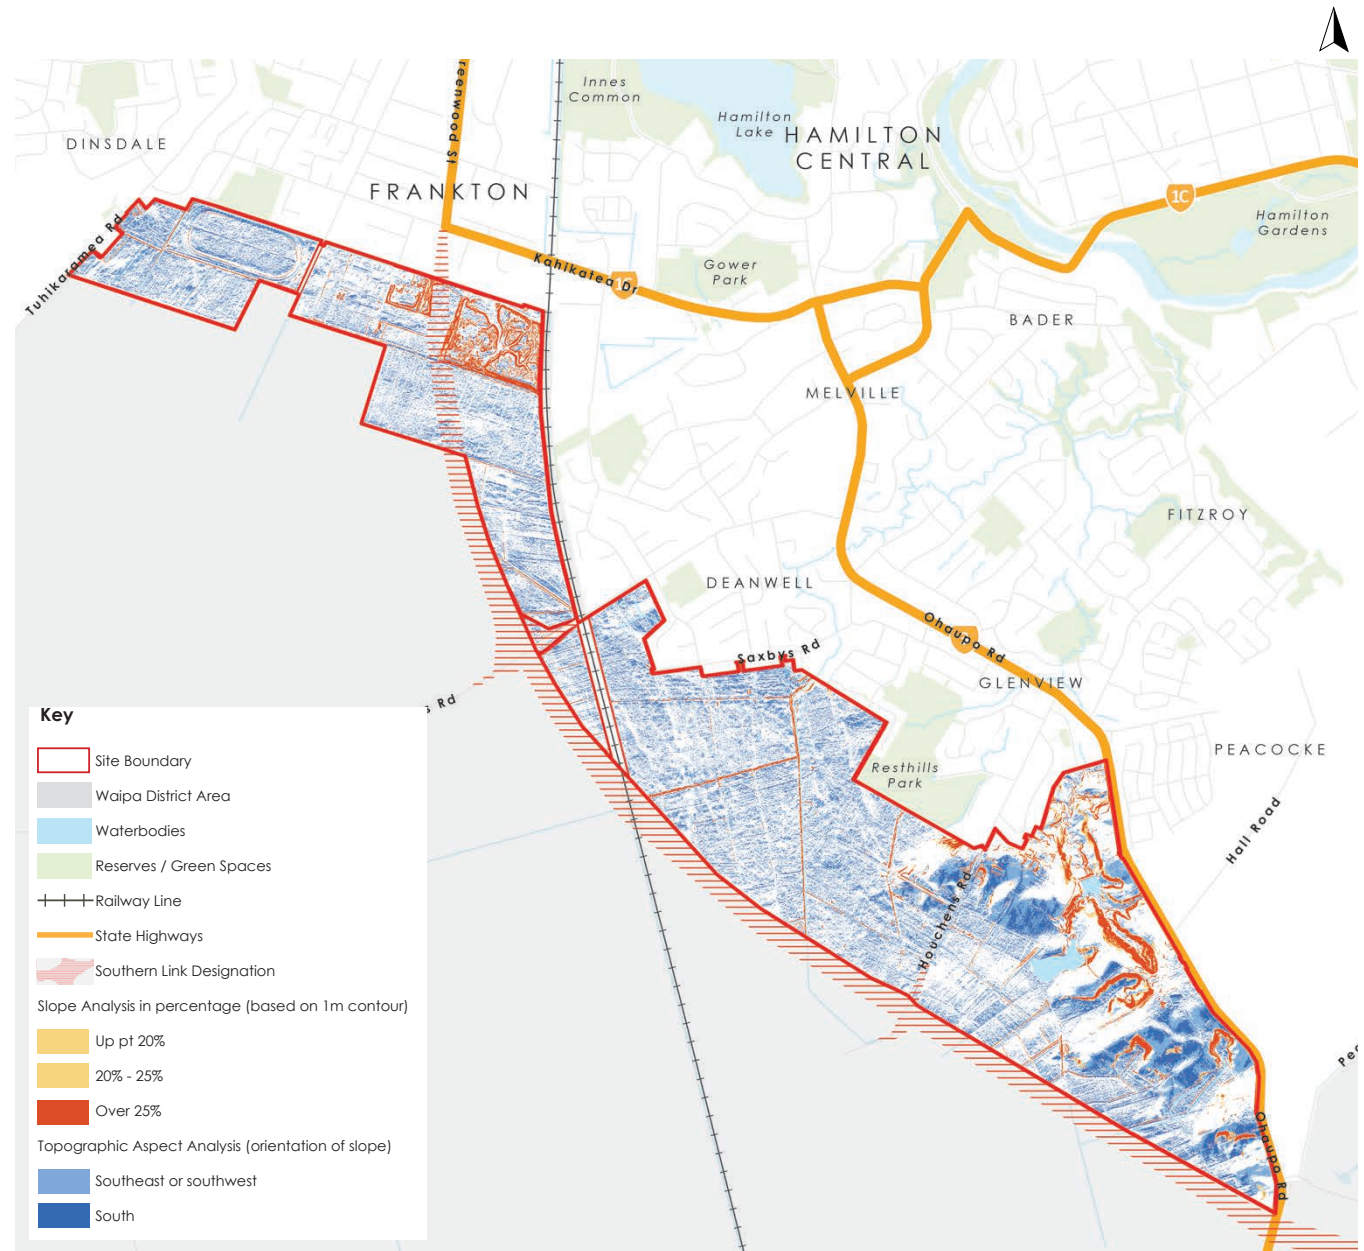 Innes
Common
Hamilton
Lake
HAMILTON
CENTRAL
DINSDALE
reenwood St
FRANKTON
1C
Hamilton
Gardens
Tuhikaramea Rd
Kahikatea Dr
1C
Gower
Park
BADER
MELVILLE
FITZROY
DEANWELL
Ohaupo Rd
Saxbys Rd
GLENVIEW
s Rd
PEACOCKE
Resthills
Park
Hall Road
Houchens Rd
Pea
Ohaupo Rd
Key
Site Boundary
Waipa District Area
Waterbodies
Reserves / Green Spaces
Railway Line
State Highways
Southern Link Designation
Slope Analysis in percentage (based on 1m contour)
Up pt 20%
20% - 25%
Over 25%
Topographic Aspect Analysis (orientation of slope)
Southeast or southwest
South